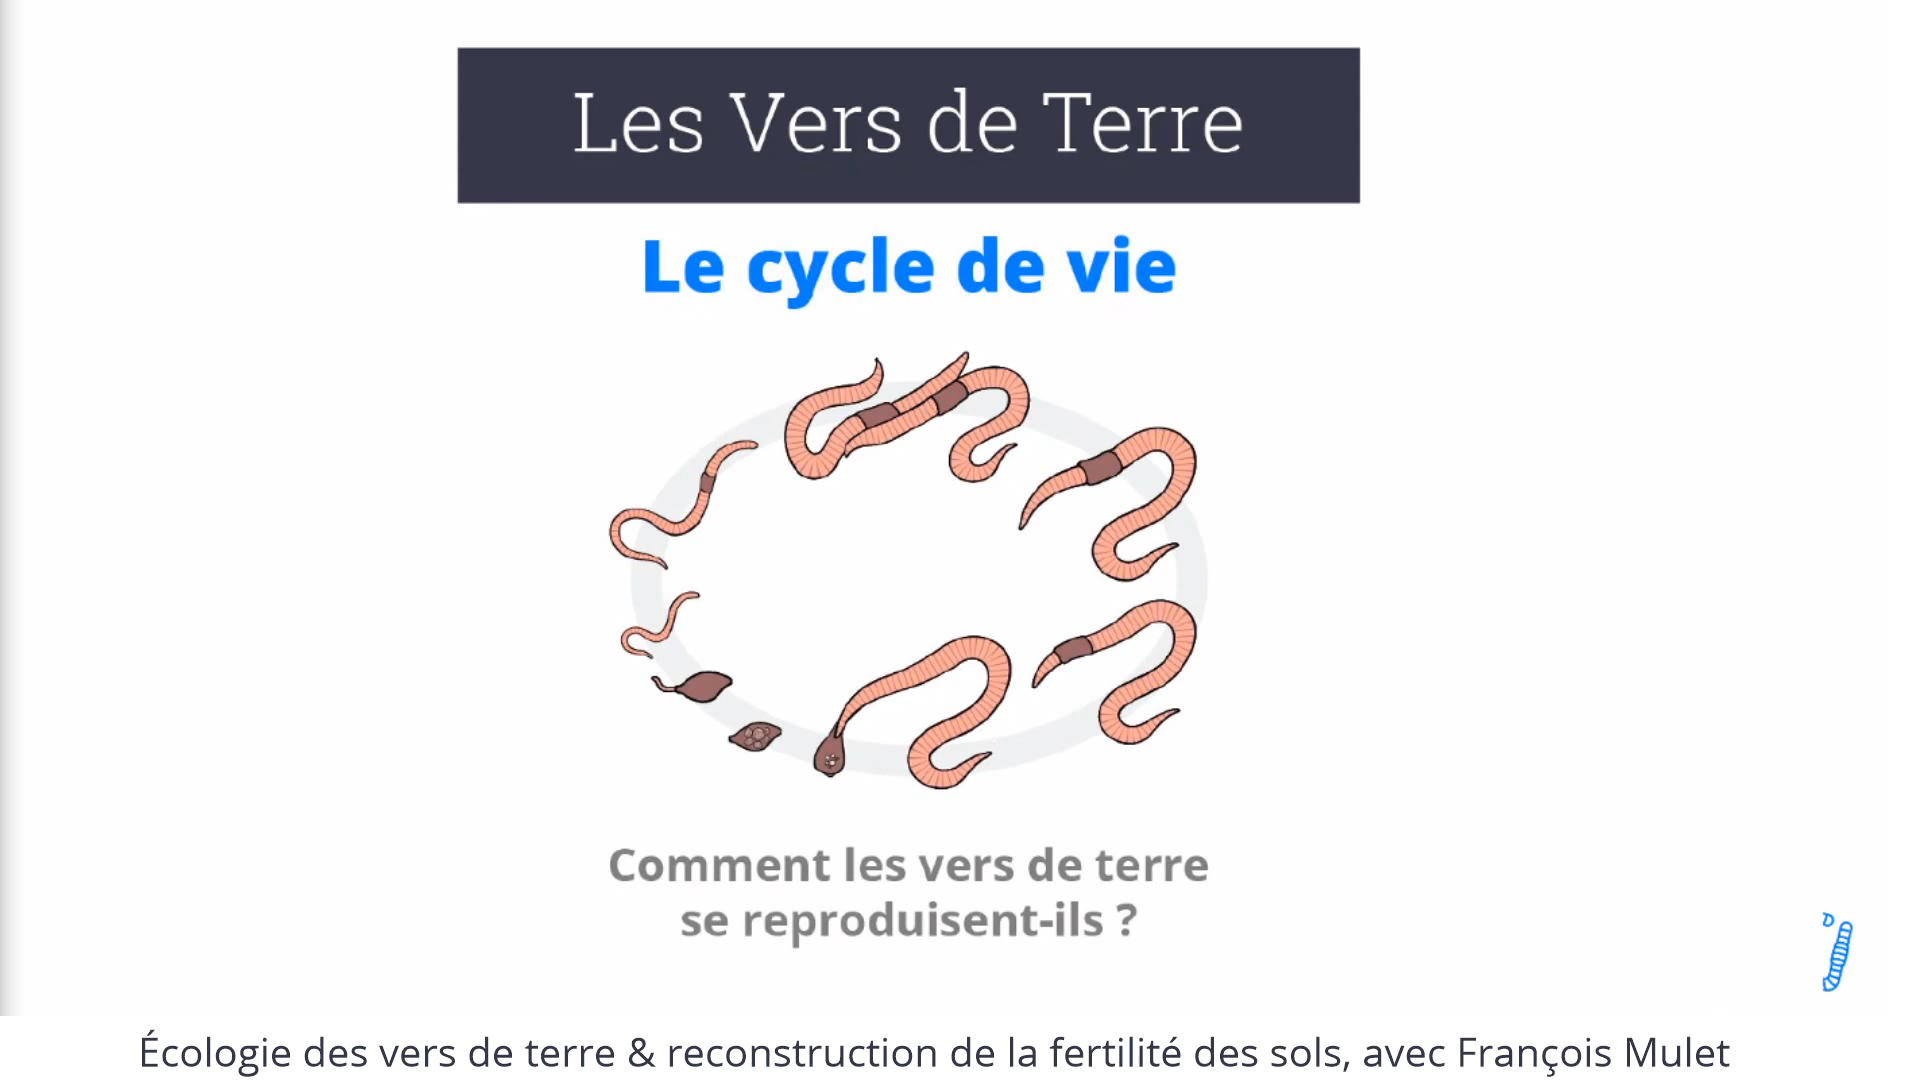 Les Vers de Terre
Le cycle de vie
Comment les vers de terre
se reproduisent-ils ?
Écologie des vers de terre & reconstruction de la fertilité des sols, avec François Mulet